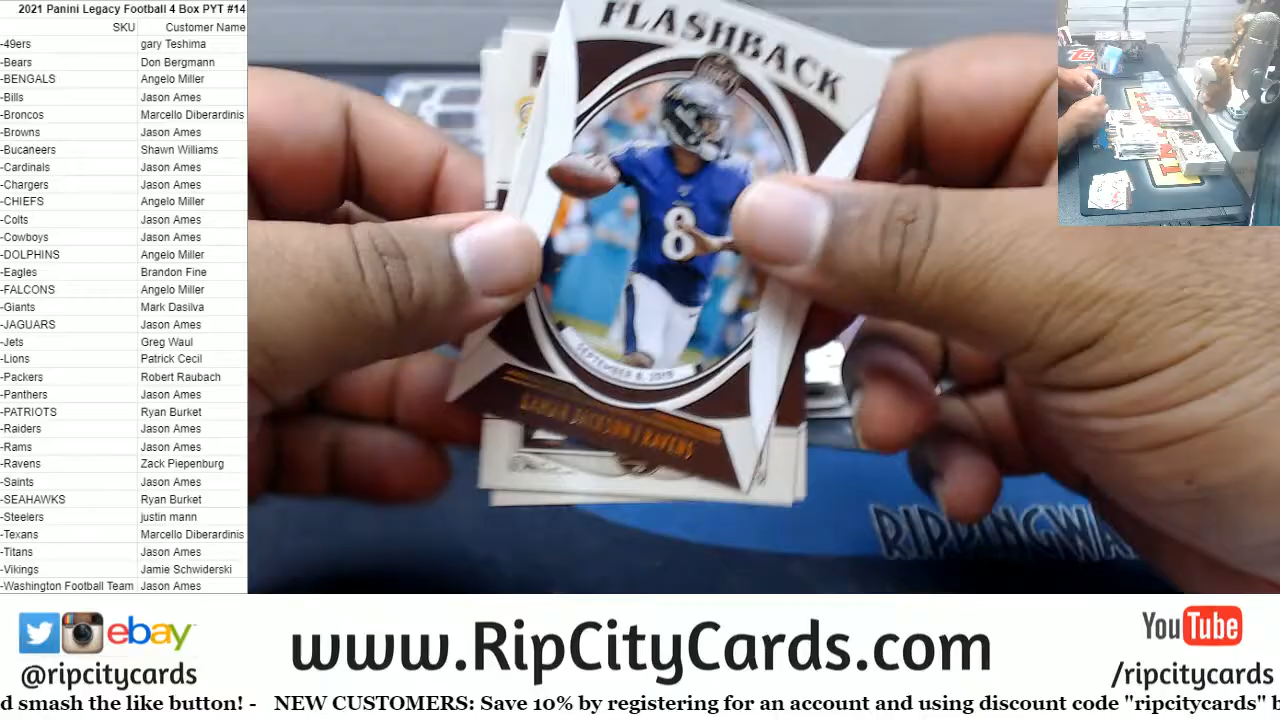 2021 Panini Legacy Football 4 Box PYT #14
SKU Customer Name
-49ers gary Teshima
-Bears Don Bergmann
-BENGALS Angelo Miller
-Bills Jason Ames
-Broncos Marcello Diberardinis
-Browns Jason Ames
-Bucaneers Shawn Williams
-Cardinals Jason Ames
-Chargers Jason Ames
-CHIEFS Angelo Miller
-Colts Jason Ames
-Cowboys Jason Ames
-DOLPHINS Angelo Miller
-Eagles Brandon Fine
-FALCONS Angelo Miller
-Giants Mark Dasilva
-JAGUARS Jason Ames
-Jets Greg Waul
-Lions Patrick Cecil
-Packers Robert Raubach
-Panthers Jason Ames
-PATRIOTS Ryan Burket
-Raiders Jason Ames
-Rams Jason Ames
-Ravens Zack Piepenburg
-Saints Jason Ames
-SEAHAWKS Ryan Burket
-Steelers justin mann
-Texans Marcello Diberardinis
-Titans Jason Ames
-Vikings Jamie Schwiderski
-Washington Football Team Jason Ames
FLASHBACK
8
SEPTEMBER 8, 2019
LAMAR JACKSON | RAVENS
RIPPINGWA
ebay
@ripcitycards
www.RipCityCards.com
YouTube
/ripcitycards
d smash the like button! - NEW CUSTOMERS: Save 10% by registering for an account and using discount code "ripcitycards" b